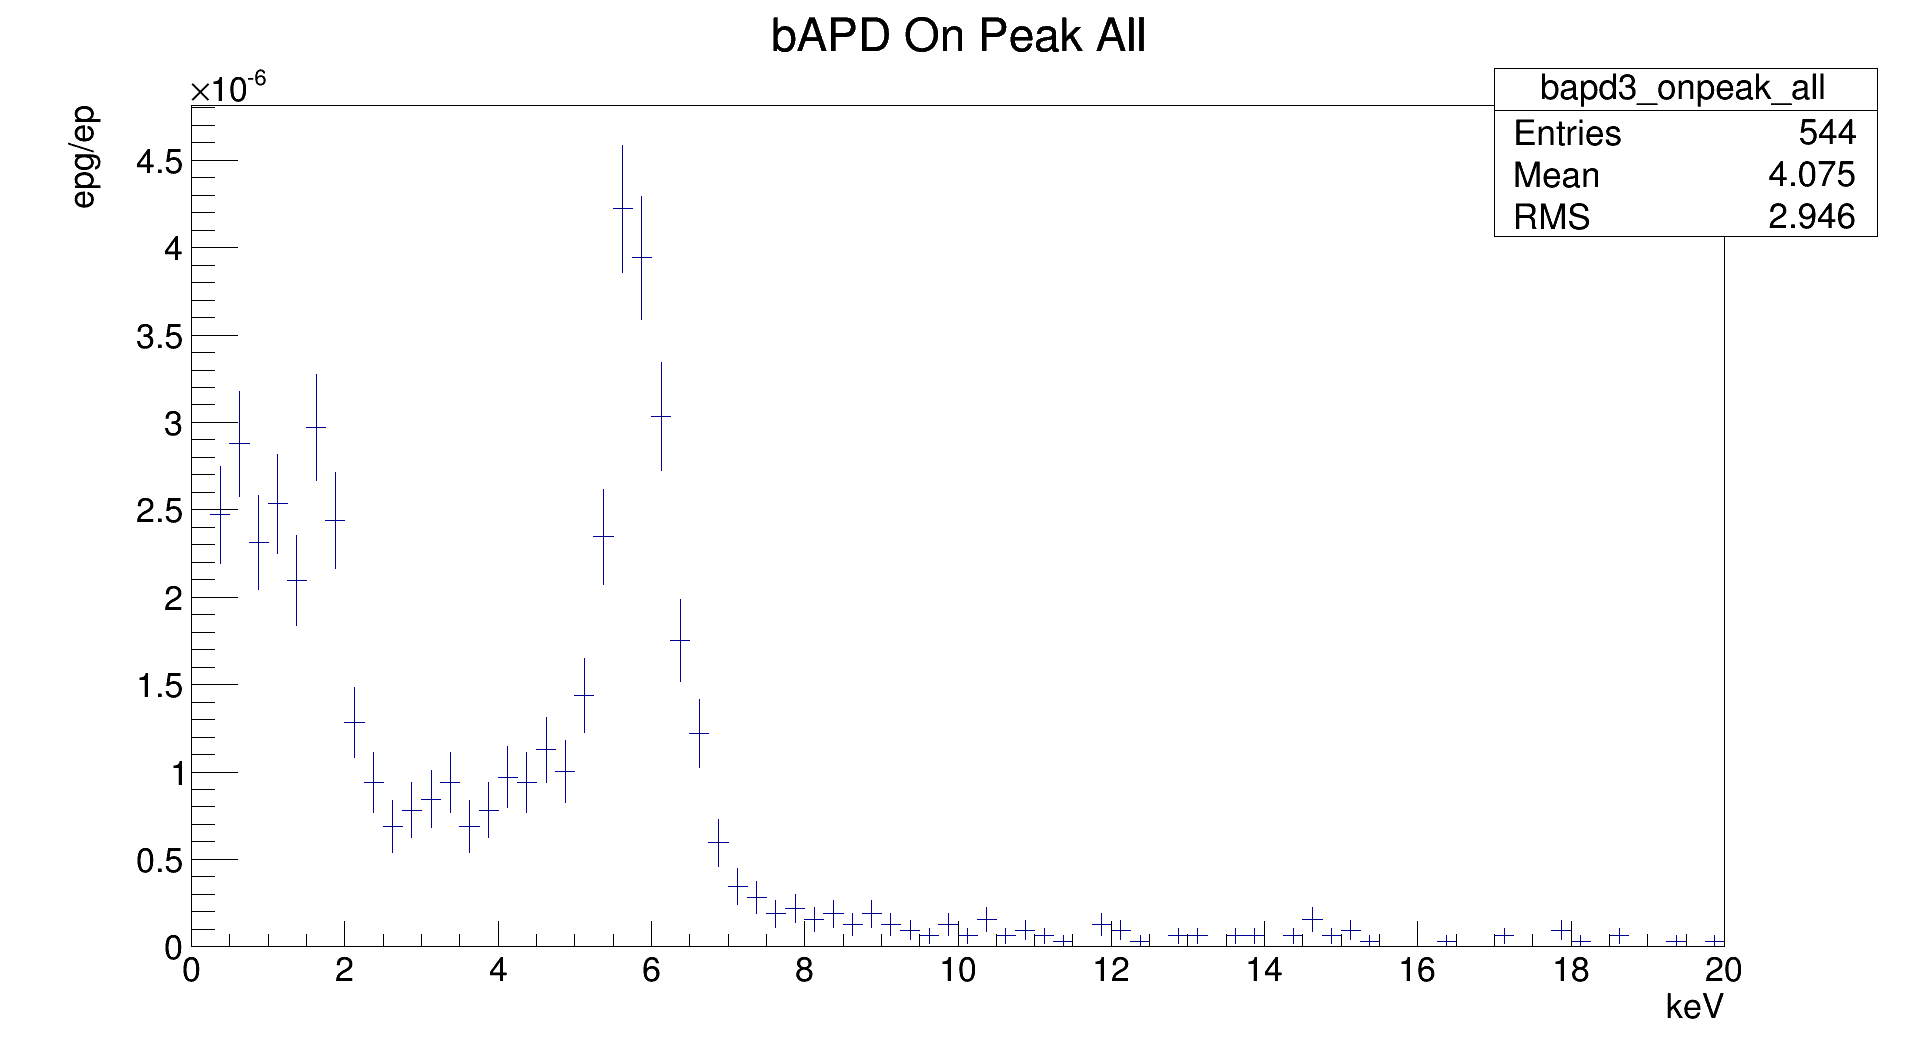 bAPD On Peak All
×10-6
epg/ep
bapd3_onpeak_all
Entries 544
Mean 4.075
RMS 2.946
4.5
4
3.5
3
2.5
2
1.5
1
0.5
0
0 2 4 6 8 10 12 14 16 18 20
keV